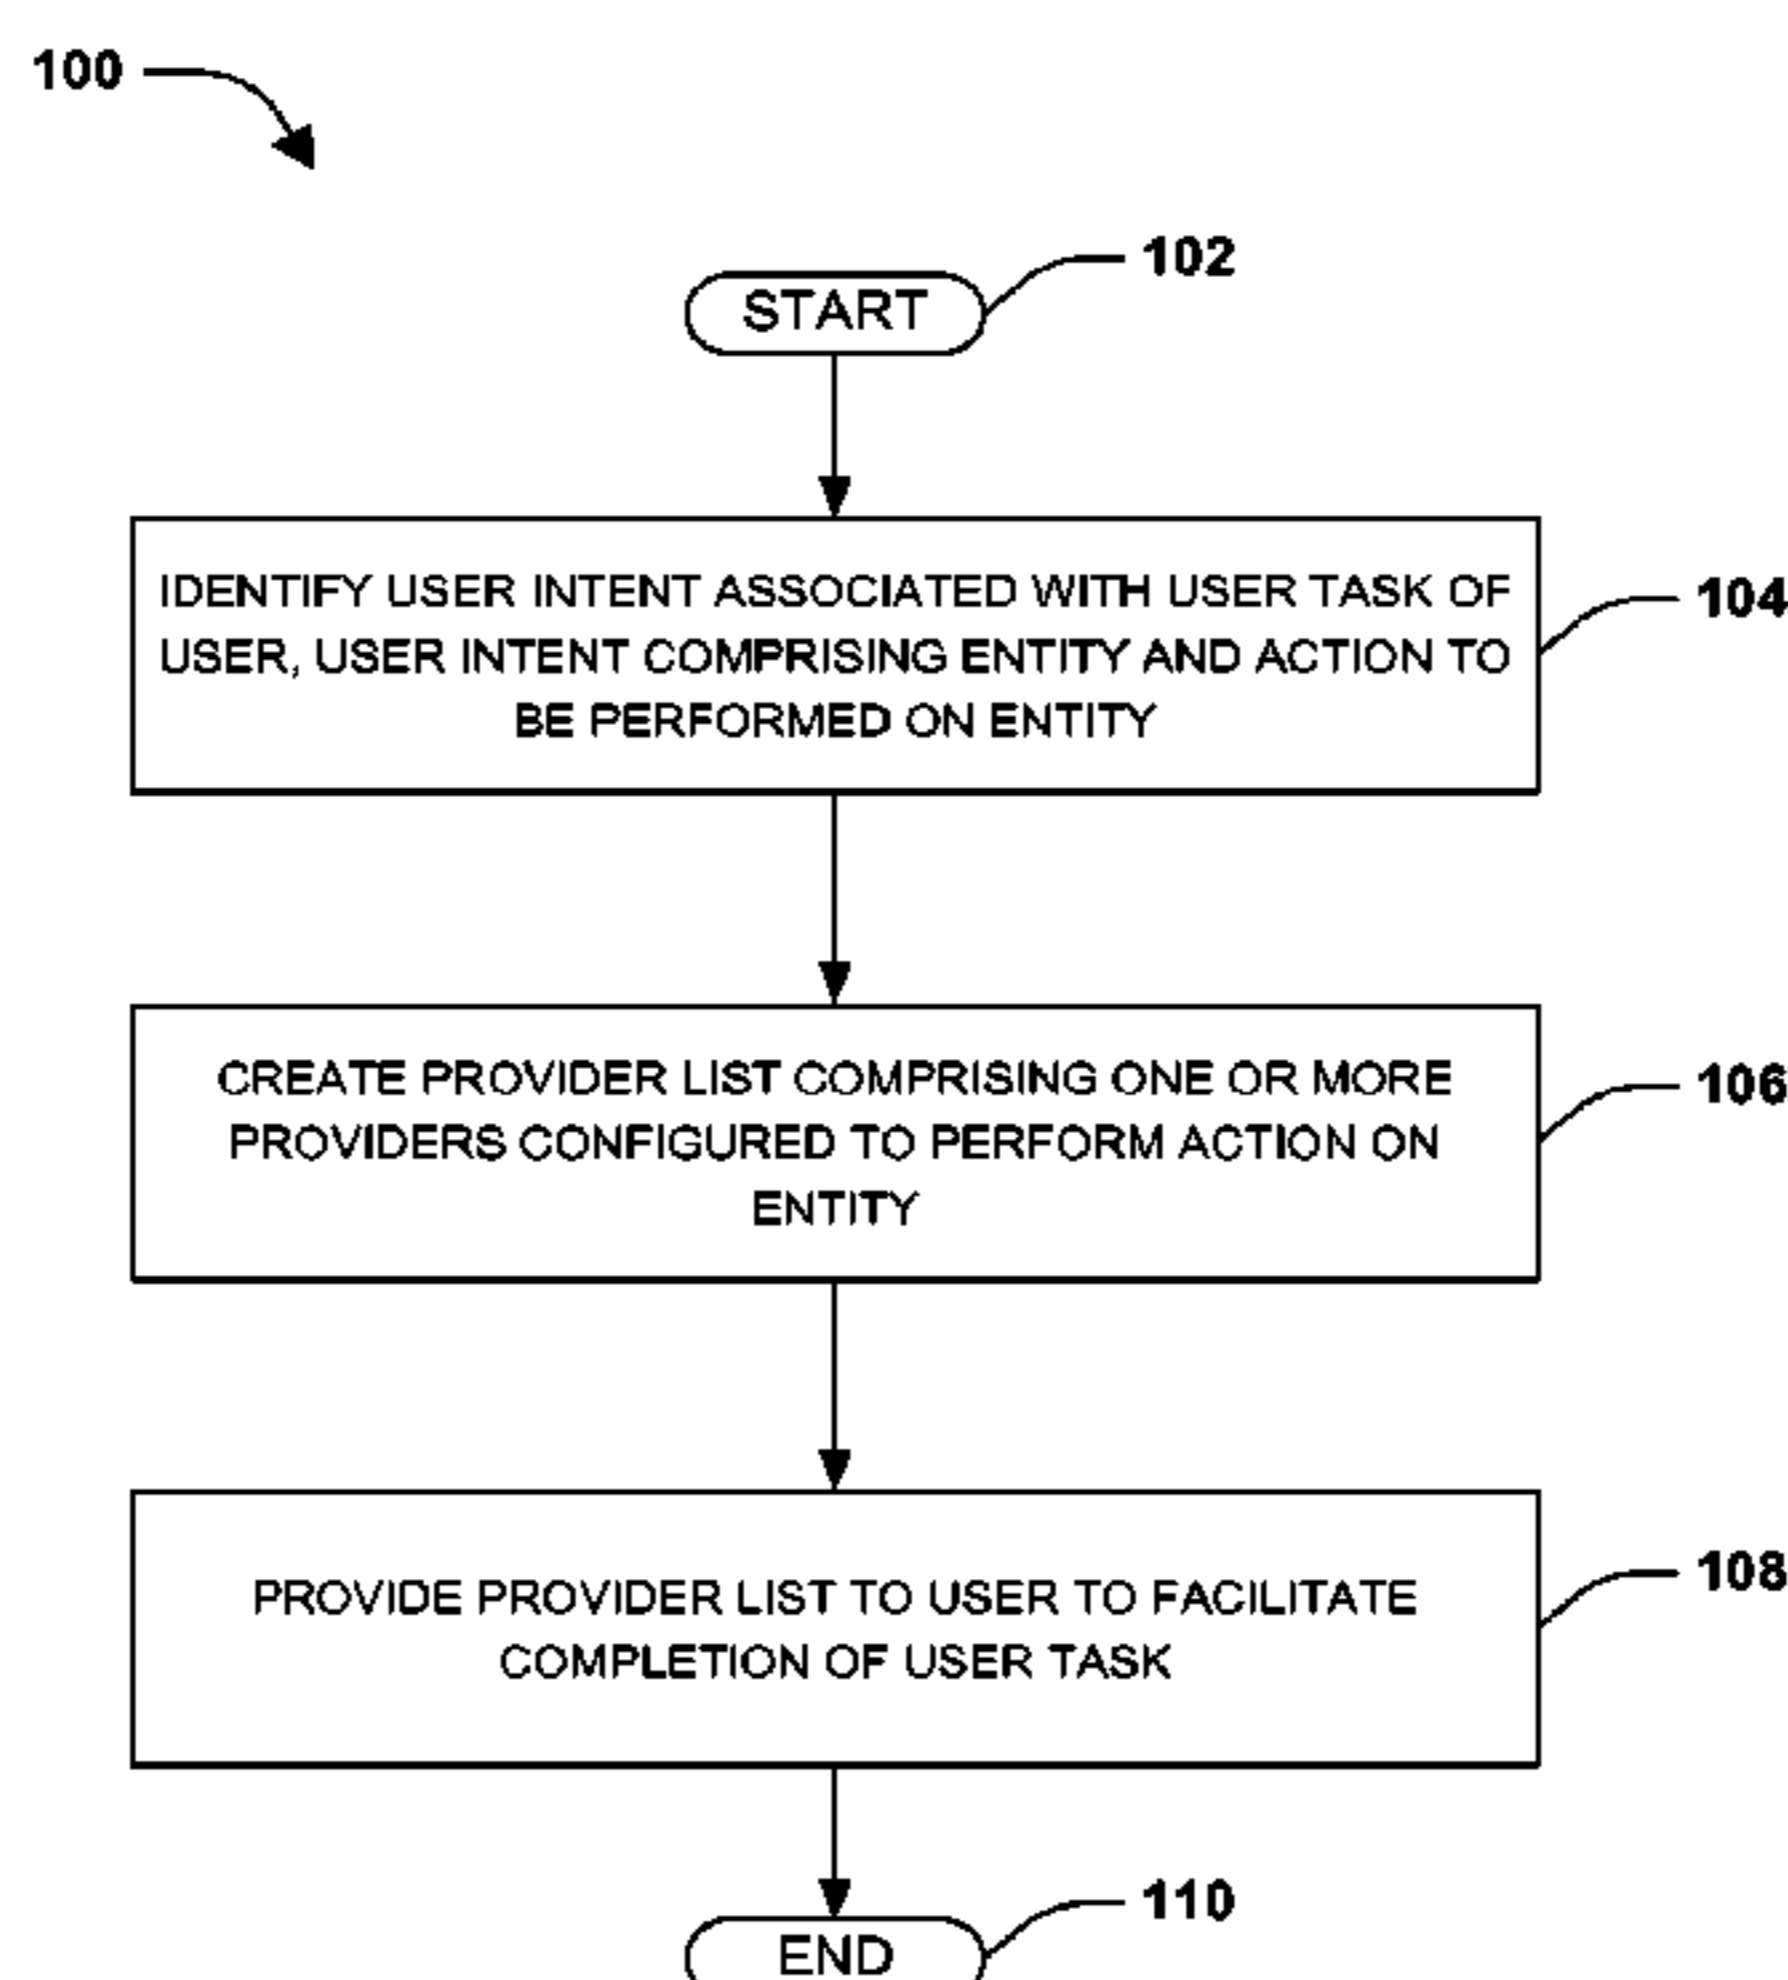 100
102
START
104
IDENTIFY USER INTENT ASSOCIATED WITH USER TASK OF
USER, USER INTENT COMPRISING ENTITY AND ACTION TO
BE PERFORMED ON ENTITY
106
CREATE PROVIDER LIST COMPRISING ONE OR MORE
PROVIDERS CONFIGURED TO PERFORM ACTION ON
ENTITY
108
PROVIDE PROVIDER LIST TO USER TO FACILITATE
COMPLETION OF USER TASK
110
END